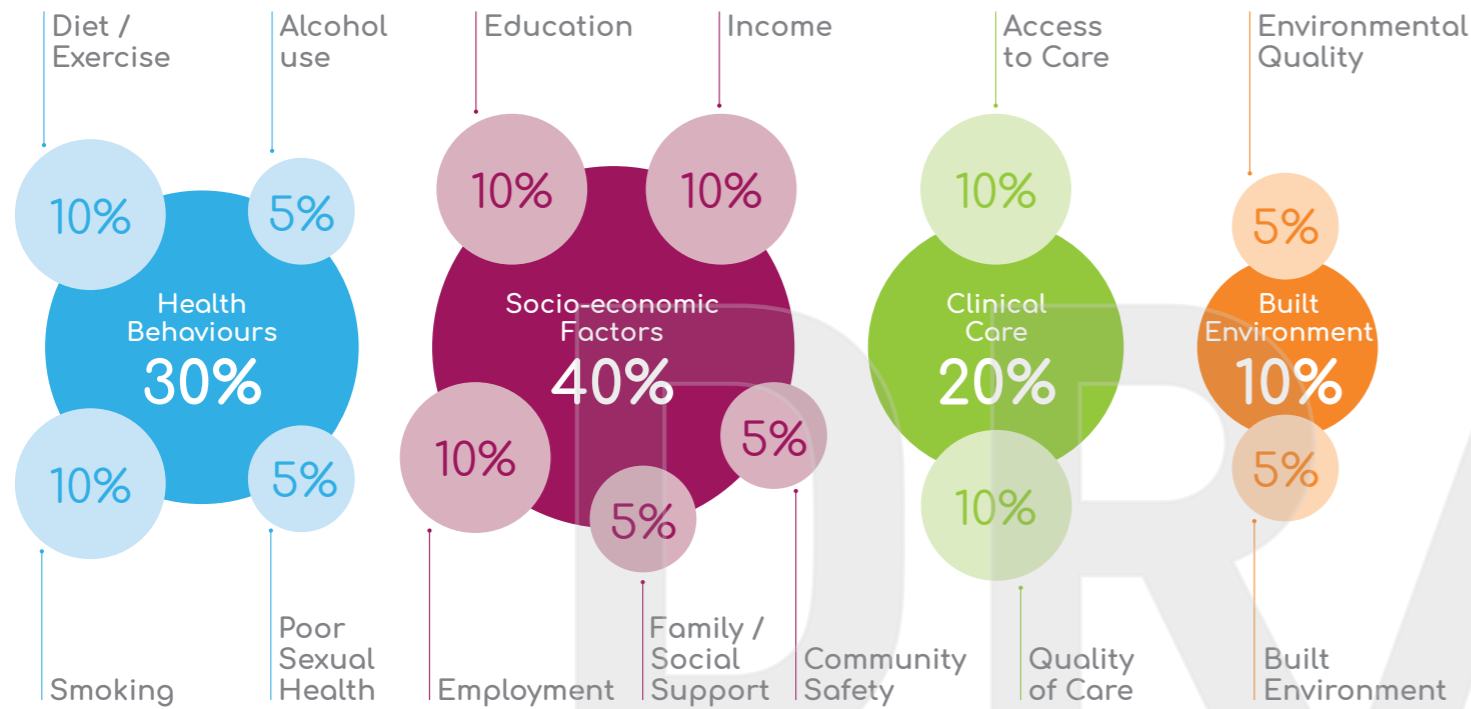 Diet /
Exercise
Alcohol
use
Education
Income
Access
to Care
Environmental
Quality
10%
5%
10%
10%
10%
5%
Health
Behaviours
30%
Socio-economic
Factors
40%
Clinical
Care
20%
Built
Environment
10%
10%
5%
10%
5%
5%
10%
5%
Smoking
Poor
Sexual
Health
Employment
Family /
Social
Support
Community
Safety
Quality
of Care
Built
Environment